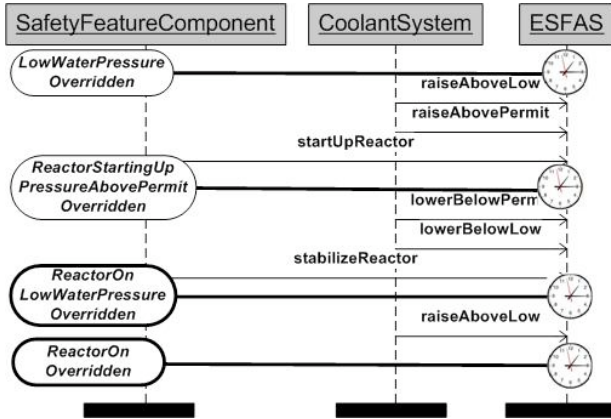 SafetyFeatureComponent
CoolantSystem
ESFAS
LowWaterPressure
Overridden
raiseAboveLow
raiseAbovePermit
startUpReactor
ReactorStartingUp
PressureAbovePermit
Overridden
lowerBelowPerm
lowerBelowLow
stabilizeReactor
ReactorOn
LowWaterPressure
Overridden
raiseAboveLow
ReactorOn
Overridden